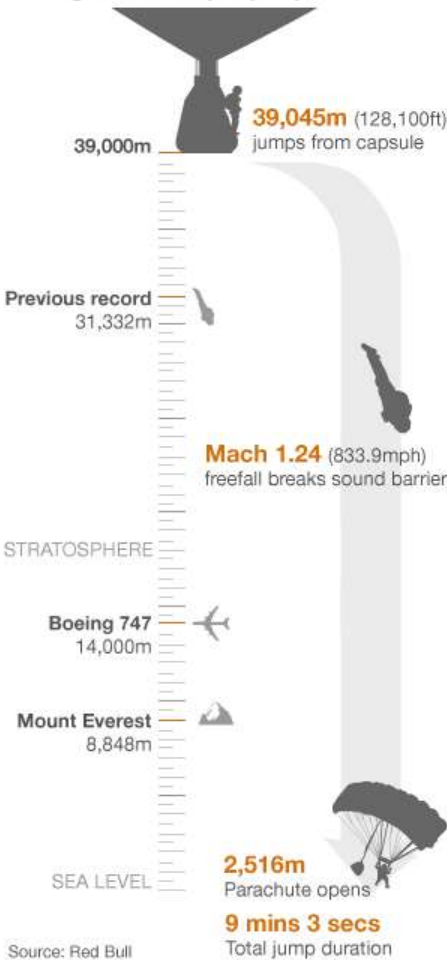 39,045m (128,100ft)
jumps from capsule
39,000m
Previous record
31,332m
Mach 1.24 (833.9mph)
freefall breaks sound barrier
STRATOSPHERE
Boeing 747
14,000m
Mount Everest
8,848m
2,516m
Parachute opens
SEA LEVEL
9 mins 3 secs
Total jump duration
Source: Red Bull